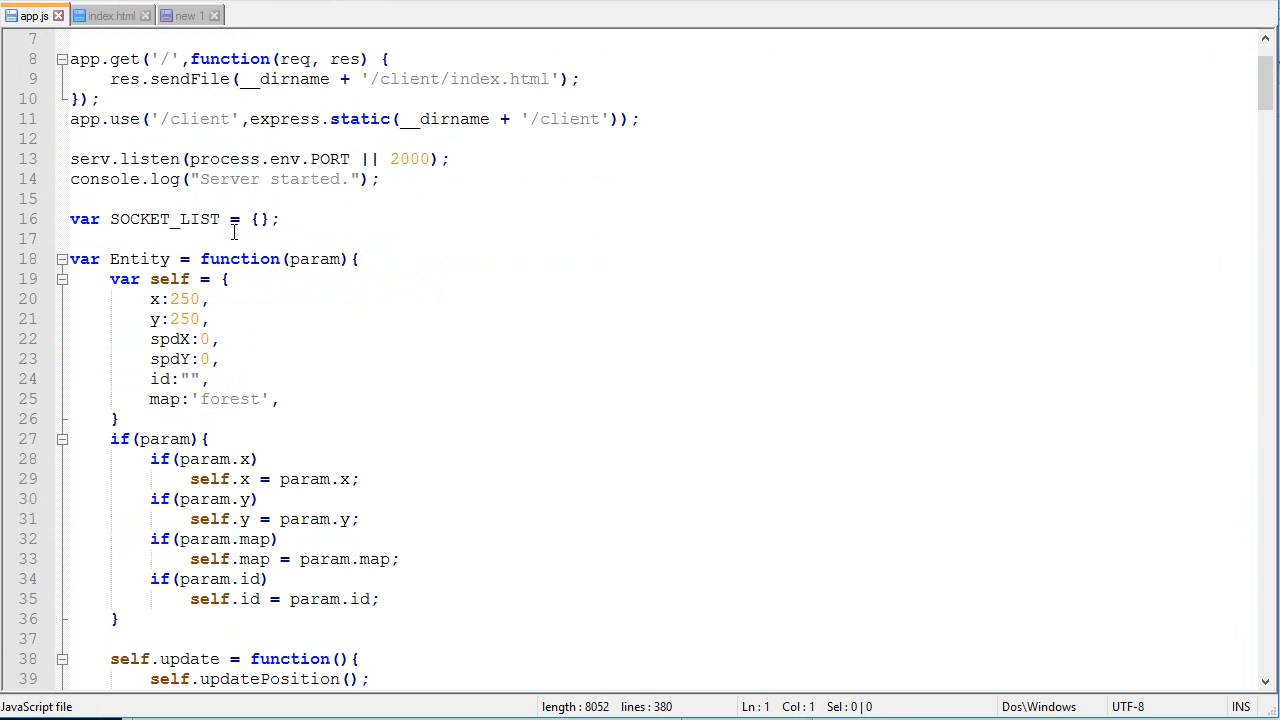 app.js index.html new 1
7
8 app.get('/',function(req, res) {
9     res.sendFile(__dirname + '/client/index.html');
10 });
11 app.use('/client',express.static(__dirname + '/client'));
12
13 serv.listen(process.env.PORT || 2000);
14 console.log("Server started.");
15
16 var SOCKET_LIST = {};
17
18 var Entity = function(param){
19     var self = {
20         x:250,
21         y:250,
22         spdX:0,
23         spdY:0,
24         id:"",
25         map:'forest',
26     }
27     if(param){
28         if(param.x)
29             self.x = param.x;
30         if(param.y)
31             self.y = param.y;
32         if(param.map)
33             self.map = param.map;
34         if(param.id)
35             self.id = param.id;
36     }
37
38     self.update = function(){
39         self.updatePosition();
JavaScript file length : 8052 lines : 380 Ln : 1 Col : 1 Sel : 0 | 0 Dos\Windows UTF-8 INS